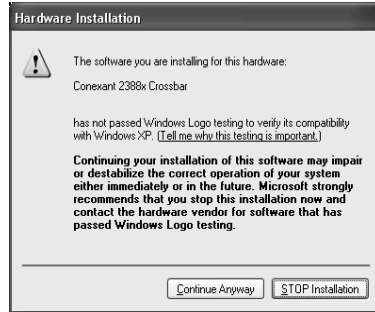 Hardware Installation
The software you are installing for this hardware:
Conexant 2388x Crossbar
has not passed Windows Logo testing to verify its compatibility
with Windows XP. (Tell me why this testing is important.)
Continuing your installation of this software may impair
or destabilize the correct operation of your system
either immediately or in the future. Microsoft strongly
recommends that you stop this installation now and
contact the hardware vendor for software that has
passed Windows Logo testing.
Continue Anyway
STOP Installation